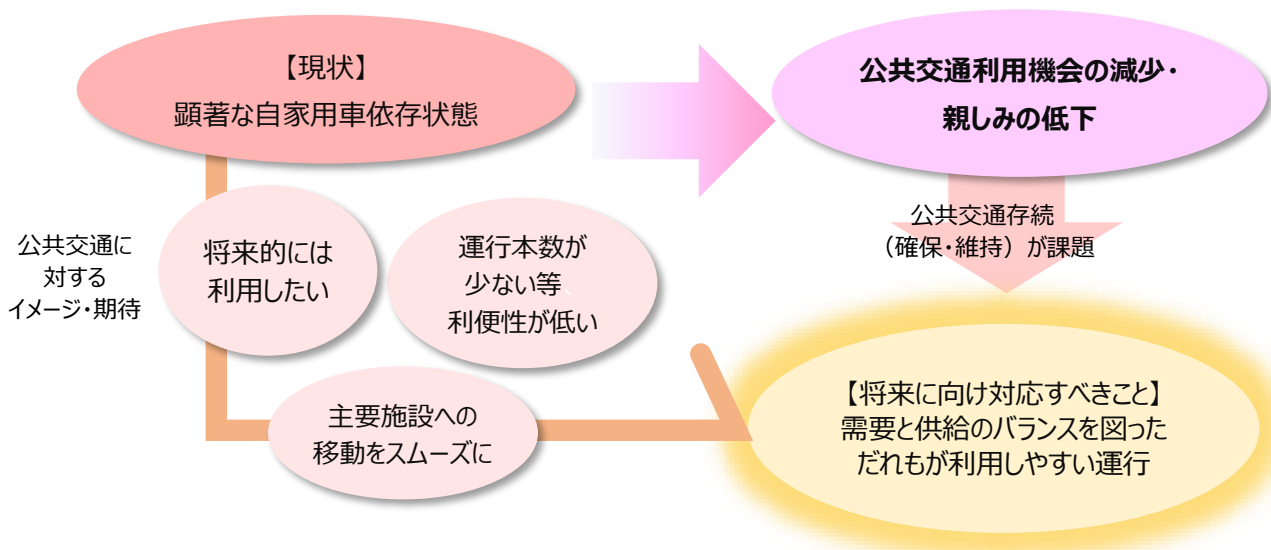 【現状】
顕著な自家用車依存状態
公共交通利用機会の減少・
親しみの低下
公共交通に
対する
イメージ・期待
将来的には
利用したい
運行本数が
少ない等、
利便性が低い
公共交通存続
（確保・維持）が課題
主要施設への
移動をスムーズに
【将来に向け対応すべきこと】
需要と供給のバランスを図った
だれもが利用しやすい運行